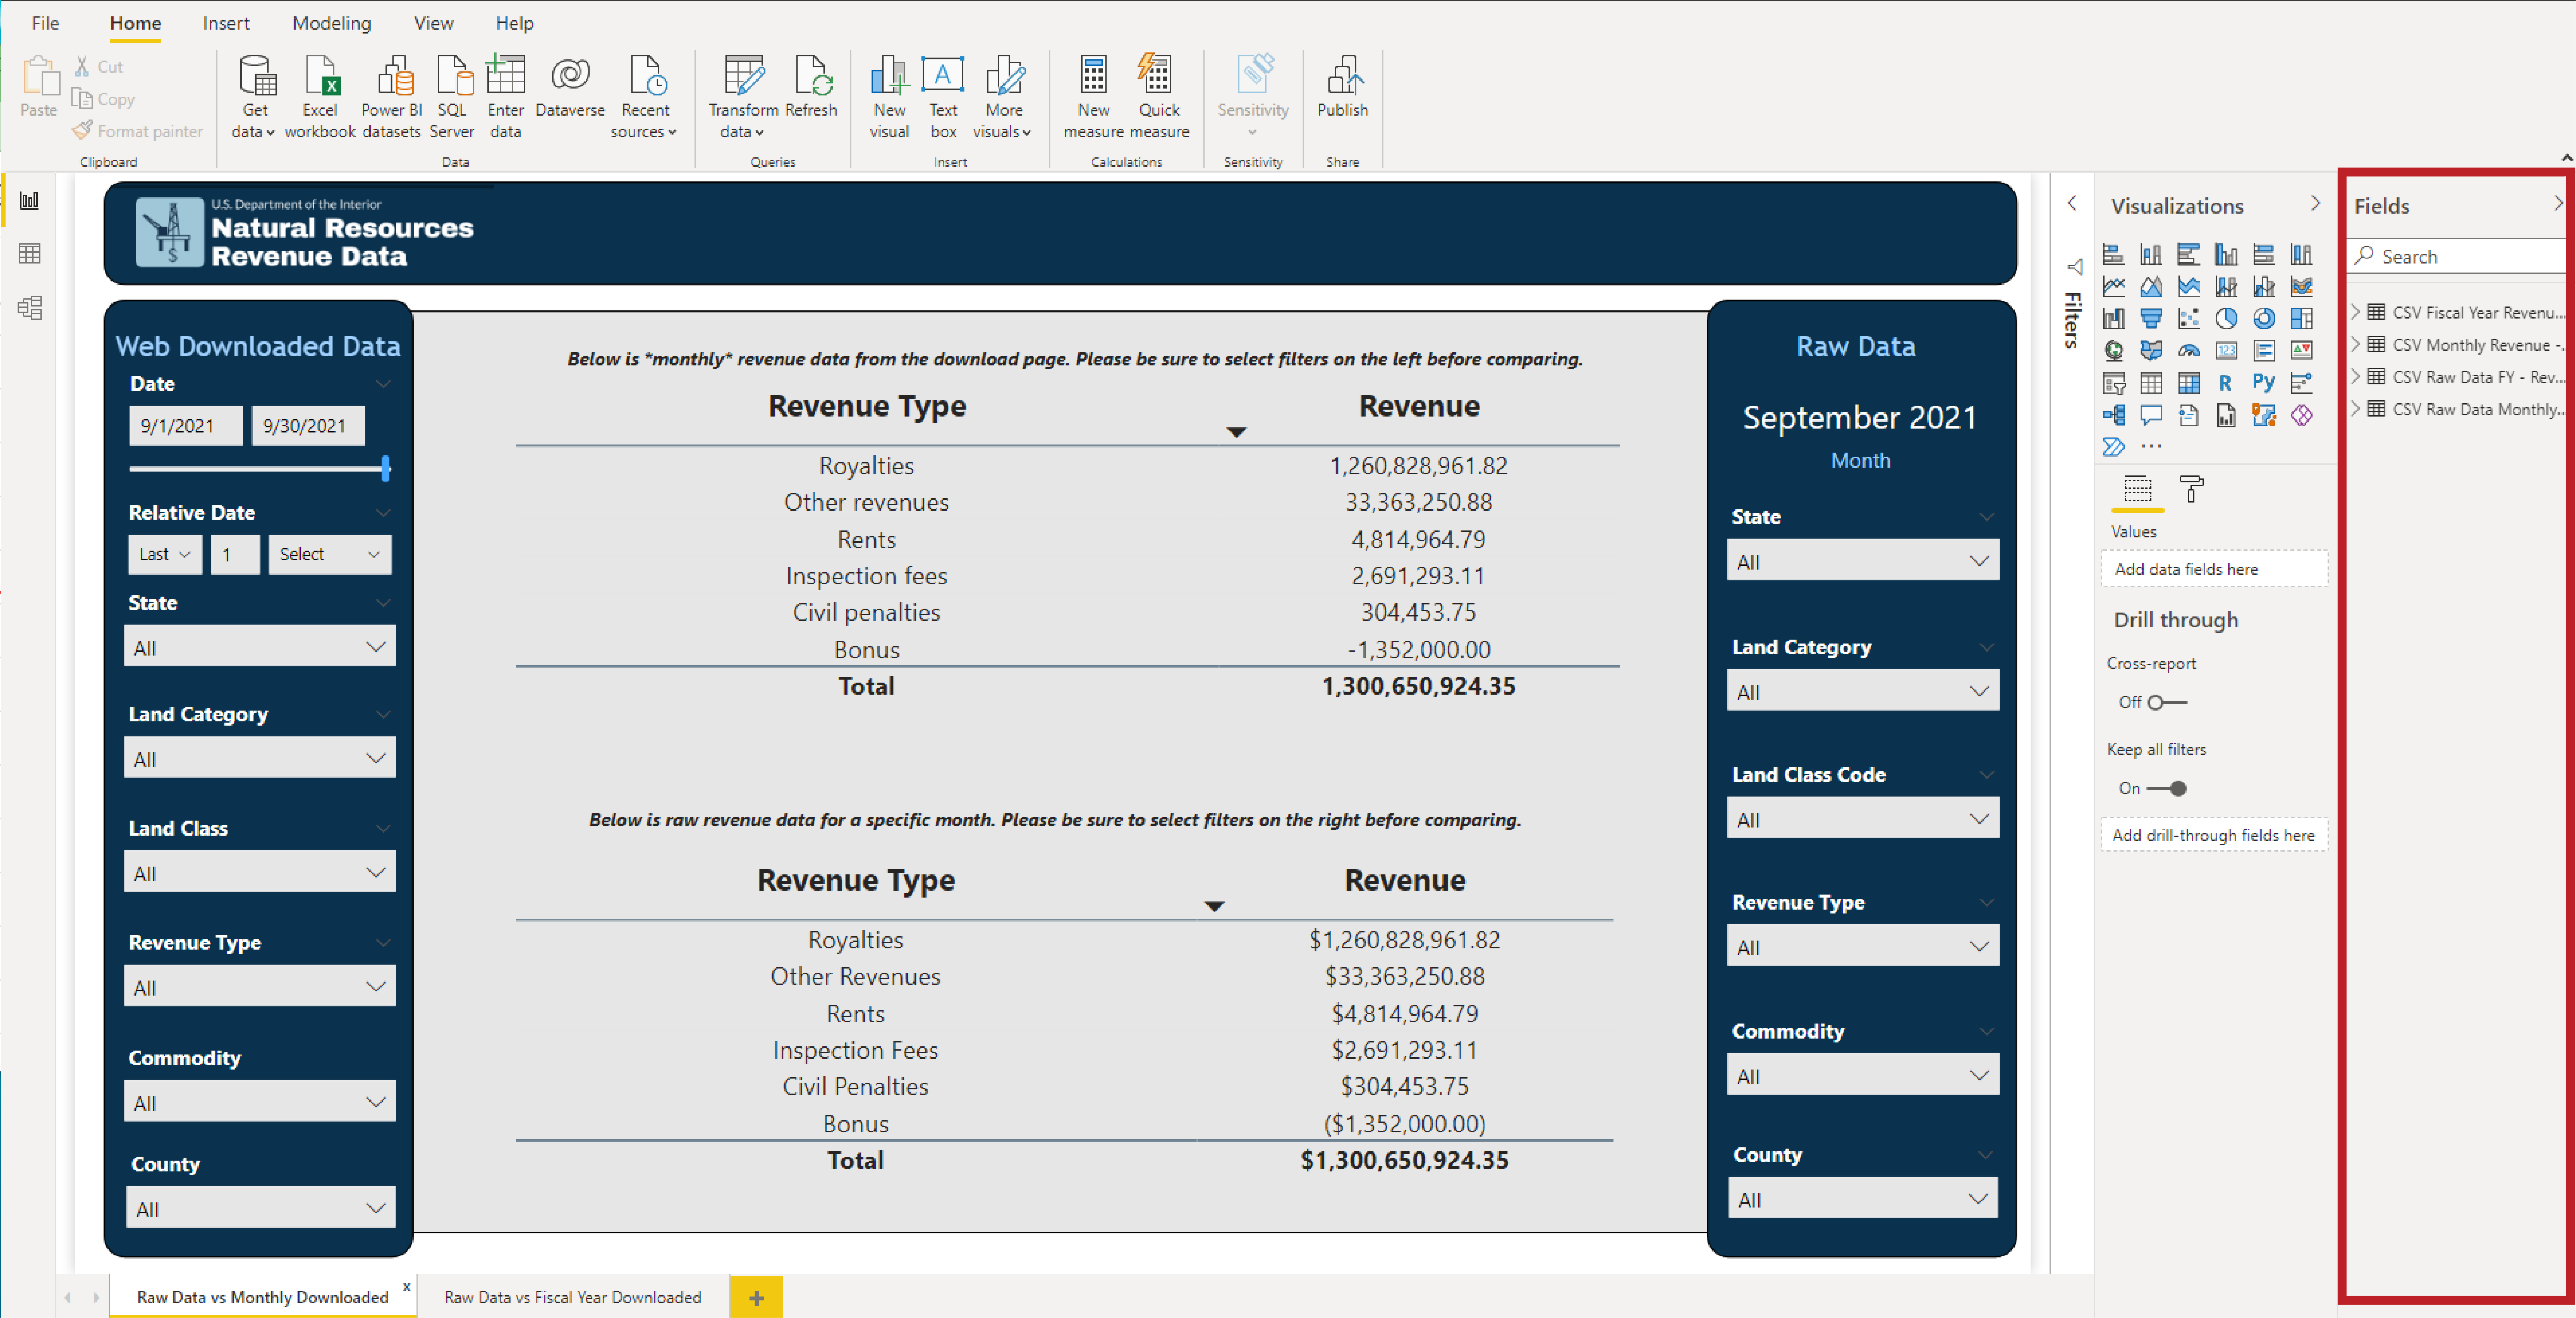 File Home Insert Modeling View Help
Paste
Cut
Copy
Format painter
Clipboard
Get data
Excel workbook
Power BI datasets
SQL Server
Enter data
Dataverse
Recent sources
Data
Transform data
Refresh
Queries
New visual
Text box
More visuals
Insert
New measure
Quick measure
Calculations
Sensitivity
Sensitivity
Publish
Share
U.S. Department of the Interior
Natural Resources
Revenue Data
Web Downloaded Data
Date
9/1/2021 9/30/2021
Relative Date
Last 1 Select
State
All
Land Category
All
Land Class
All
Revenue Type
All
Commodity
All
County
All
Below is *monthly* revenue data from the download page. Please be sure to select filters on the left before comparing.
Revenue Type Revenue
Royalties 1,260,828,961.82
Other revenues 33,363,250.88
Rents 4,814,964.79
Inspection fees 2,691,293.11
Civil penalties 304,453.75
Bonus -1,352,000.00
Total 1,300,650,924.35
Below is raw revenue data for a specific month. Please be sure to select filters on the right before comparing.
Revenue Type Revenue
Royalties $1,260,828,961.82
Other Revenues $33,363,250.88
Rents $4,814,964.79
Inspection Fees $2,691,293.11
Civil Penalties $304,453.75
Bonus ($1,352,000.00)
Total $1,300,650,924.35
Raw Data
September 2021
Month
State
All
Land Category
All
Land Class Code
All
Revenue Type
All
Commodity
All
County
All
Filters
Visualizations
123
R Py
...
Values
Add data fields here
Drill through
Cross-report
Off
Keep all filters
On
Add drill-through fields here
Fields
Search
CSV Fiscal Year Revenu...
CSV Monthly Revenue -...
CSV Raw Data FY - Rev...
CSV Raw Data Monthly...
Raw Data vs Monthly Downloaded x
Raw Data vs Fiscal Year Downloaded
+